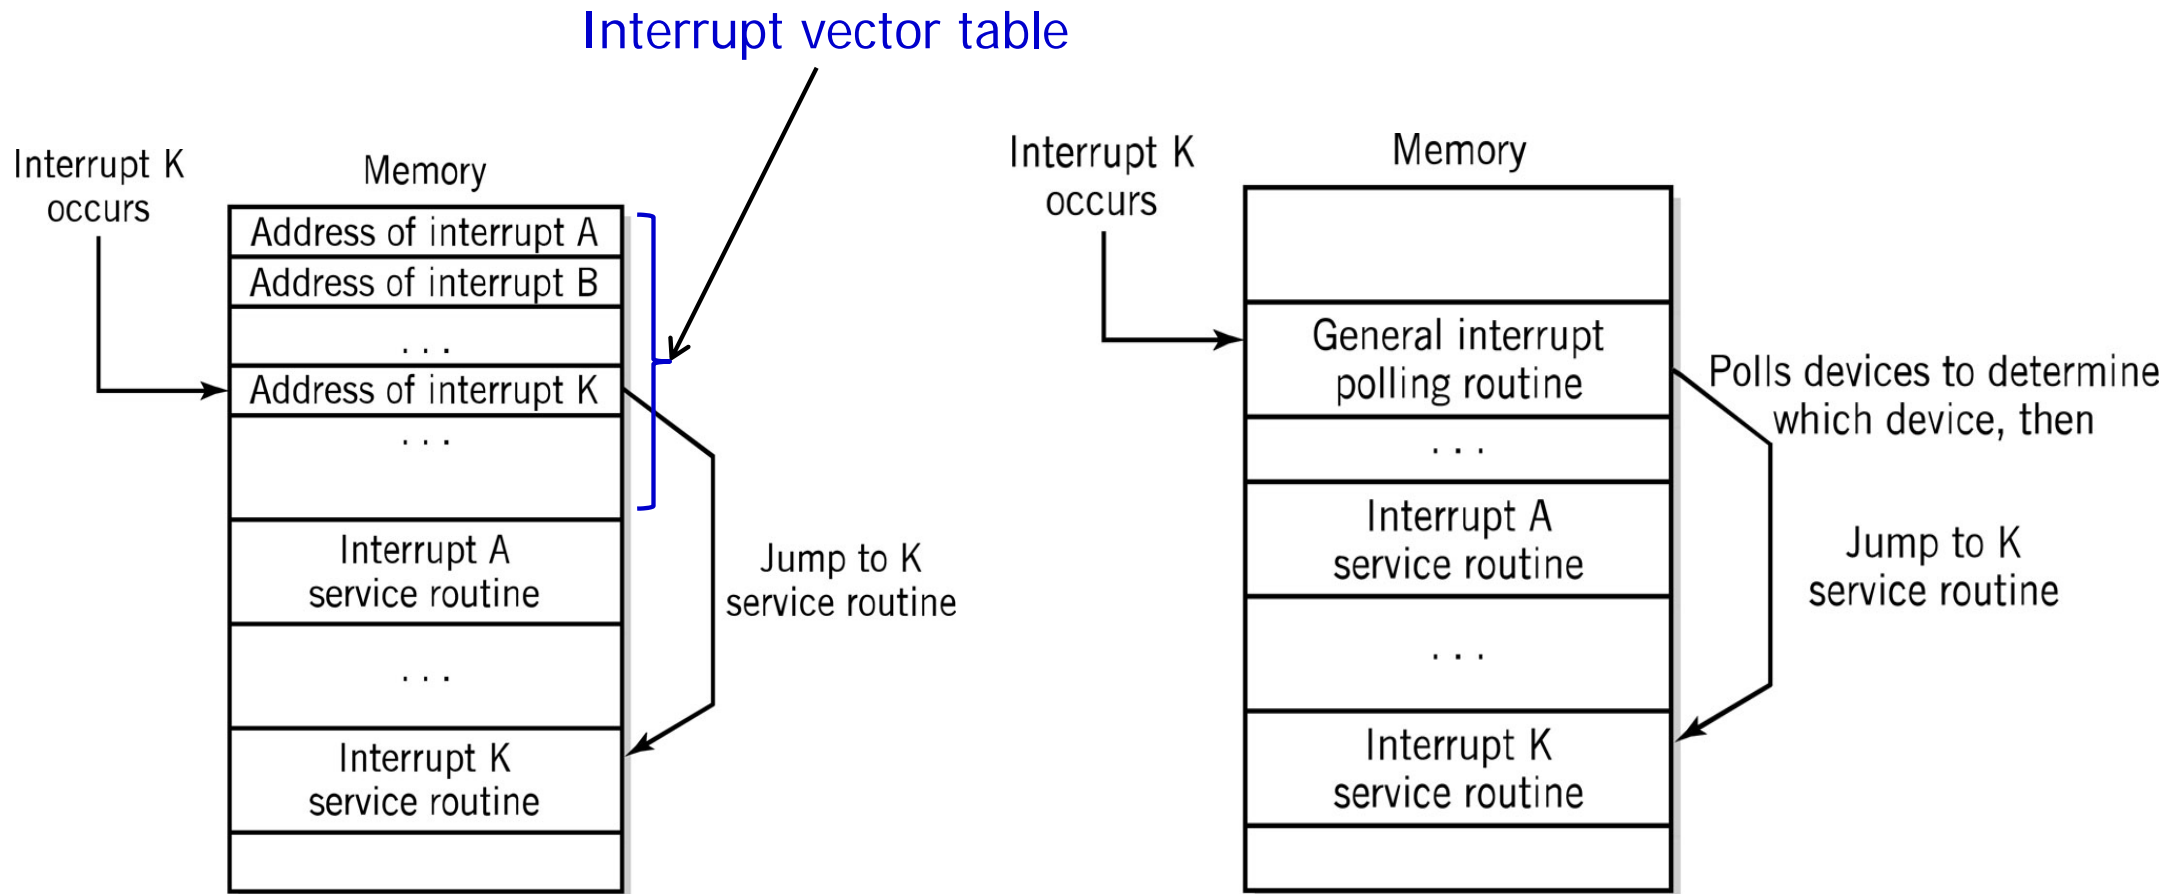 Interrupt vector table
Interrupt K
occurs
Memory
Address of interrupt A
Address of interrupt B
. . .
Address of interrupt K
. . .
Interrupt A
service routine
. . .
Interrupt K
service routine
Jump to K
service routine
Interrupt K
occurs
Memory
General interrupt
polling routine
. . .
Interrupt A
service routine
. . .
Interrupt K
service routine
Polls devices to determine
which device, then
Jump to K
service routine